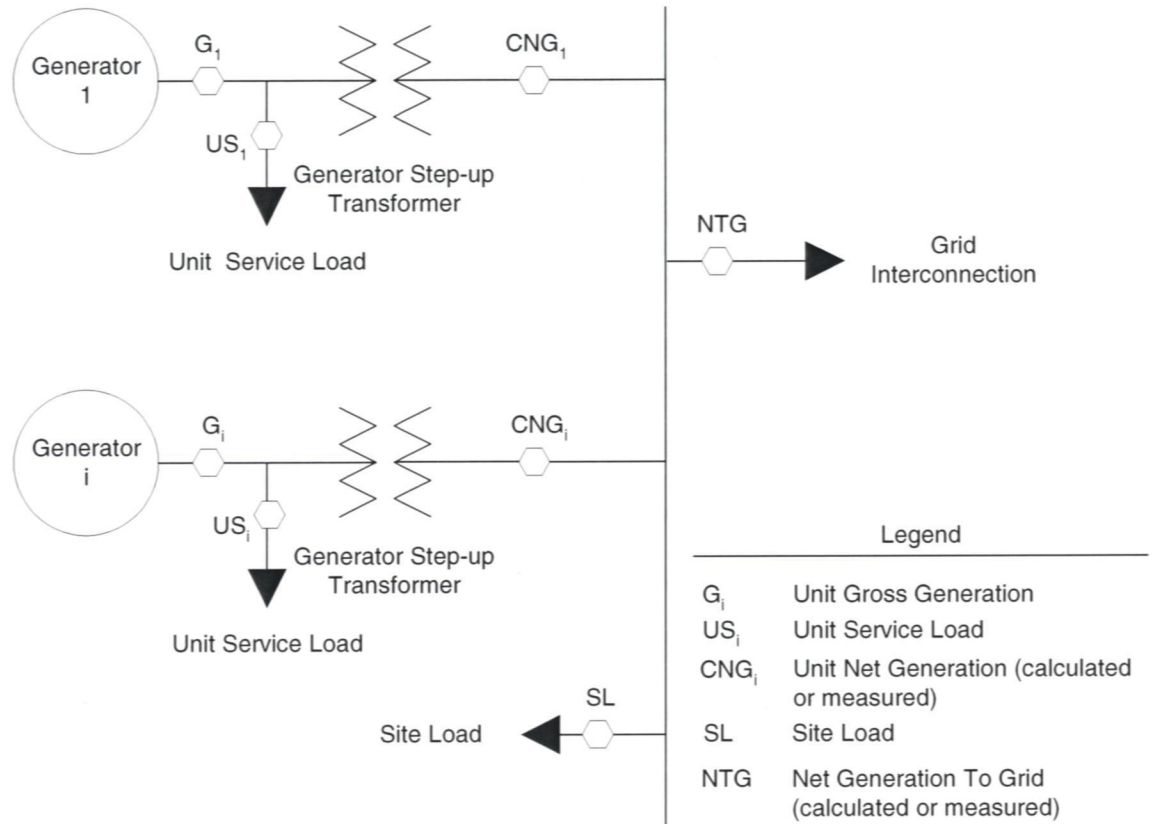 Generator
1
G₁
US₁
CNG₁
Generator Step-up
Transformer
Unit Service Load
NTG
Grid
Interconnection
Generator
i
Gᵢ
USᵢ
CNGᵢ
Generator Step-up
Transformer
Unit Service Load
SL
Site Load
Legend
Gᵢ Unit Gross Generation
USᵢ Unit Service Load
CNGᵢ Unit Net Generation (calculated
or measured)
SL Site Load
NTG Net Generation To Grid
(calculated or measured)